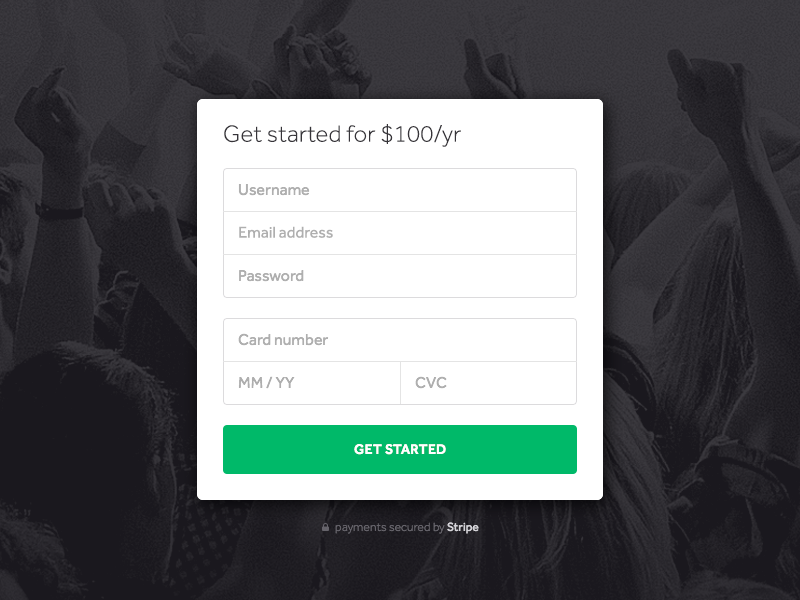 Get started for $100/yr
Username
Email address
Password
Card number
MM / YY
CVC
GET STARTED
payments secured by Stripe